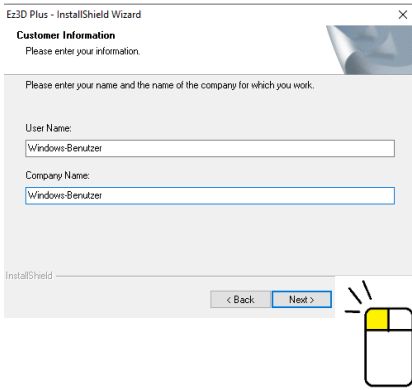 Ez3D Plus - InstallShield Wizard
Customer Information
Please enter your information.
Please enter your name and the name of the company for which you work.
User Name:
Windows-Benutzer
Company Name:
Windows-Benutzer
InstallShield
< Back
Next >